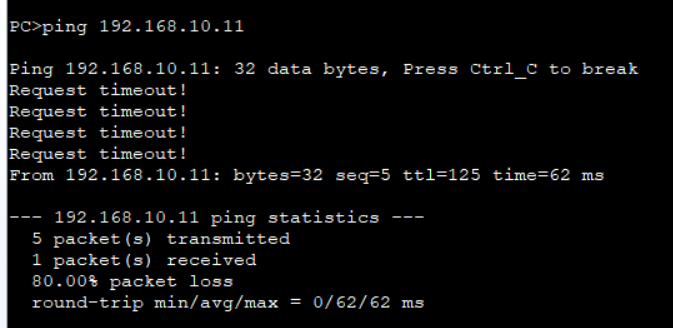 PC>ping 192.168.10.11
Ping 192.168.10.11: 32 data bytes, Press Ctrl_C to break
Request timeout!
Request timeout!
Request timeout!
Request timeout!
From 192.168.10.11: bytes=32 seq=5 ttl=125 time=62 ms
--- 192.168.10.11 ping statistics ---
5 packet(s) transmitted
1 packet(s) received
80.00% packet loss
round-trip min/avg/max = 0/62/62 ms